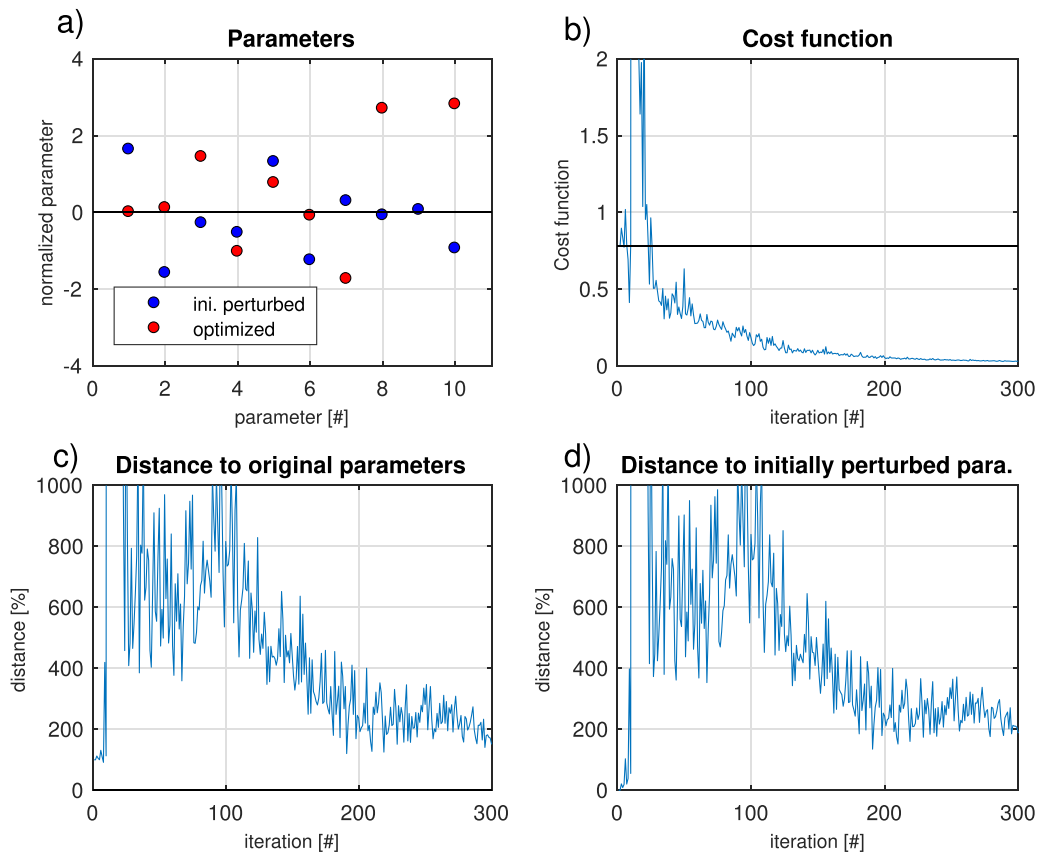 a)
Parameters
4
2
0
-2
-4
normalized parameter
ini. perturbed
optimized
0 2 4 6 8 10
parameter [#]
b)
Cost function
2
1.5
1
0.5
0
Cost function
0 100 200 300
iteration [#]
c)
Distance to original parameters
1000
800
600
400
200
0
distance [%]
0 100 200 300
iteration [#]
d)
Distance to initially perturbed para.
1000
800
600
400
200
0
distance [%]
0 100 200 300
iteration [#]